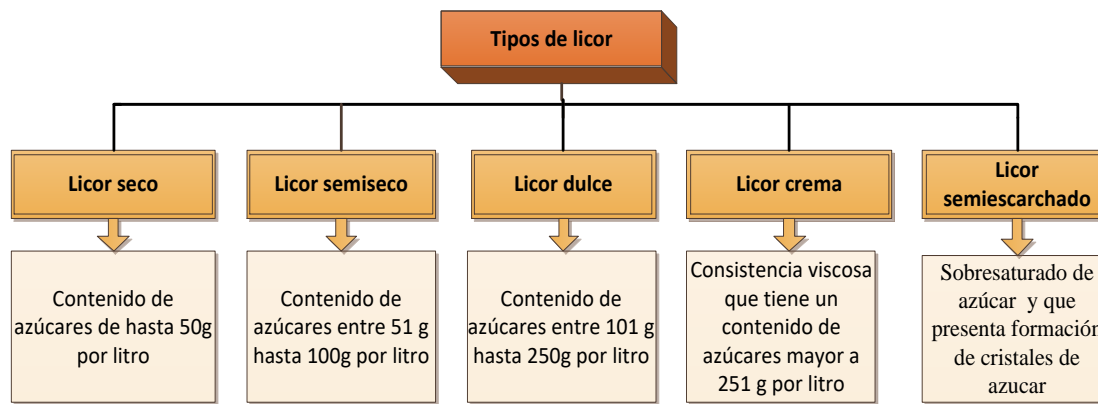 Tipos de licor
Licor seco
Licor semiseco
Licor dulce
Licor crema
Licor
semiescarchado
Contenido de
azúcares de hasta 50g
por litro
Contenido de
azúcares entre 51 g
hasta 100g por litro
Contenido de
azúcares entre 101 g
hasta 250g por litro
Consistencia viscosa
que tiene un
contenido de
azúcares mayor a
251 g por litro
Sobresaturado de
azúcar y que
presenta formación
de cristales de
azucar